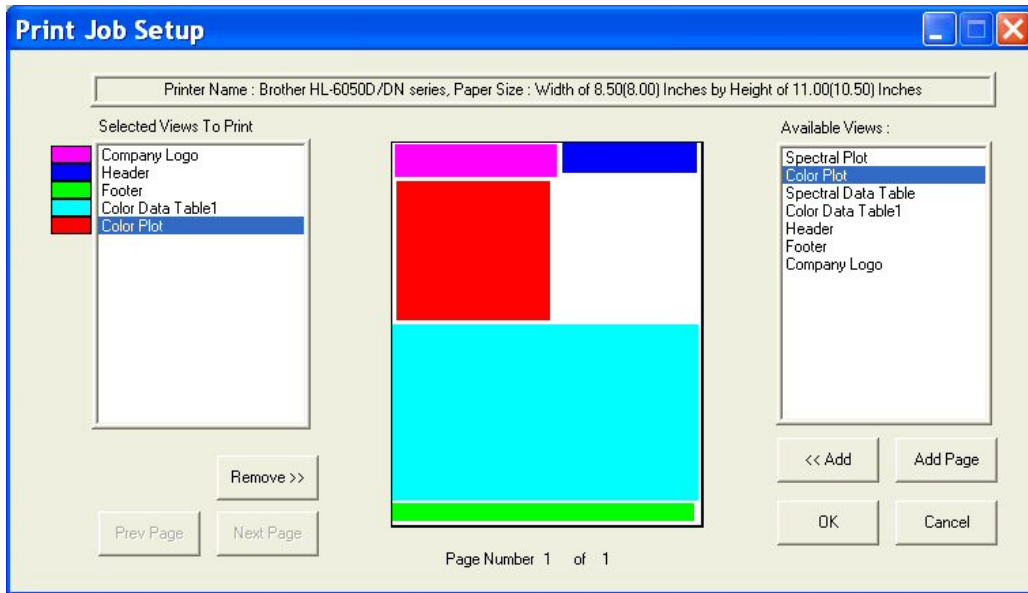 Print Job Setup
Printer Name : Brother HL-6050D/DN series, Paper Size : Width of 8.50(8.00) Inches by Height of 11.00(10.50) Inches
Selected Views To Print
Company Logo
Header
Footer
Color Data Table1
Color Plot
Available Views :
Spectral Plot
Color Plot
Spectral Data Table
Color Data Table1
Header
Footer
Company Logo
Remove >>
Prev Page
Next Page
<< Add
Add Page
OK
Cancel
Page Number 1 of 1